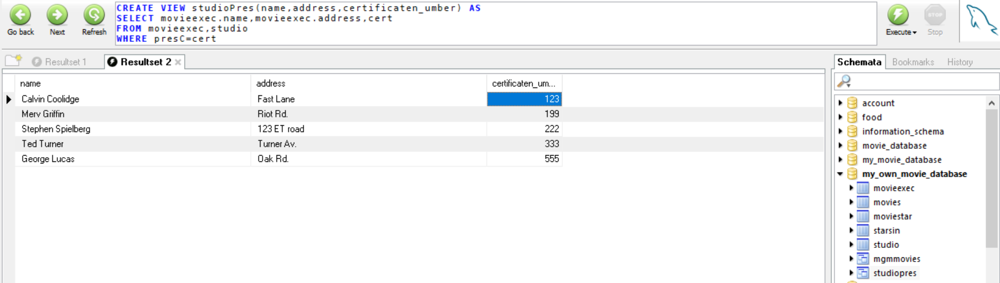 CREATE VIEW studioPres(name,address,certificaten_umber) AS
SELECT movieexec.name,movieexec.address,cert
FROM movieexec,studio
WHERE presC=cert
Go back
Next
Refresh
Execute
Stop
STOP
Resultset 1
Resultset 2
Schemata
Bookmarks
History
name address certificaten_um...
Calvin Coolidge Fast Lane 123
Merv Griffin Riot Rd. 199
Stephen Spielberg 123 ET road 222
Ted Turner Turner Av. 333
George Lucas Oak Rd. 555
account
food
information_schema
movie_database
my_movie_database
my_own_movie_database
movieexec
movies
moviestar
starsin
studio
mgmmovies
studiopres